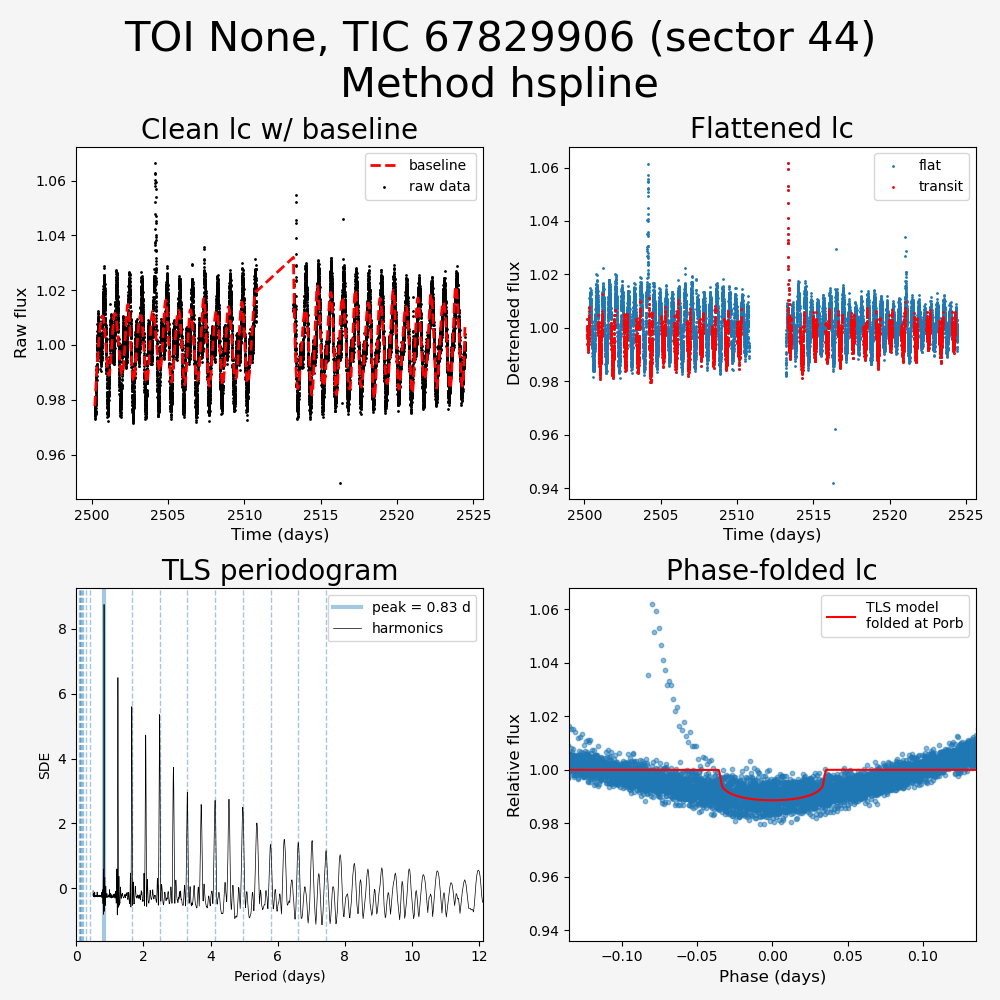 TOI None, TIC 67829906 (sector 44)
Method hspline
Clean lc w/ baseline
Flattened lc
baseline
raw data
flat
transit
1.06
1.04
1.02
1.00
0.98
0.96
Raw flux
2500
2505
2510
2515
2520
2525
Time (days)
1.06
1.04
1.02
1.00
0.98
0.96
0.94
Detrended flux
2500
2505
2510
2515
2520
2525
Time (days)
TLS periodogram
Phase-folded lc
peak = 0.83 d
harmonics
8
6
4
2
0
SDE
0
2
4
6
8
10
12
Period (days)
TLS model
folded at Porb
1.06
1.04
1.02
1.00
0.98
0.96
0.94
Relative flux
−0.10
−0.05
0.00
0.05
0.10
Phase (days)